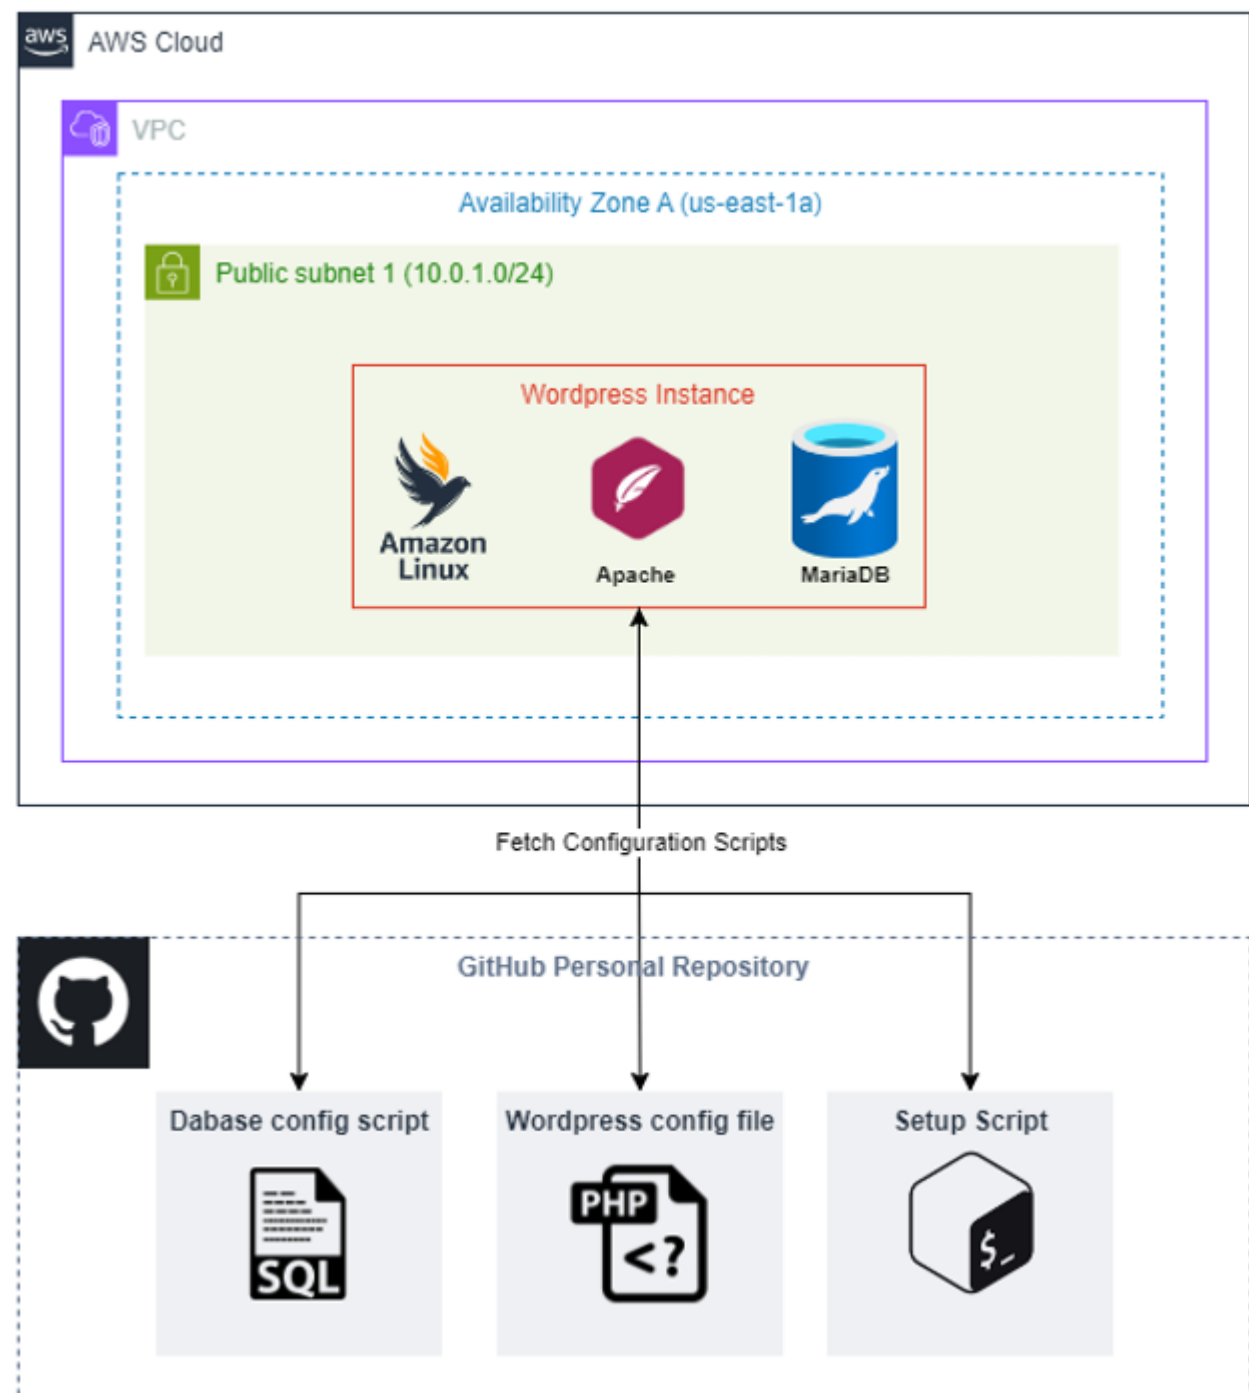 aws
AWS Cloud
VPC
Availability Zone A (us-east-1a)
Public subnet 1 (10.0.1.0/24)
Wordpress Instance
Amazon
Linux
Apache
MariaDB
Fetch Configuration Scripts
GitHub Personal Repository
Dabase config script
Wordpress config file
Setup Script
SQL
PHP
<?
$_